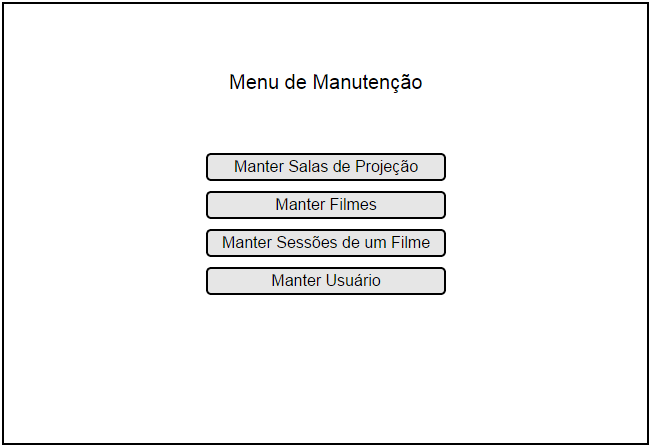 Menu de Manutenção
Manter Salas de Projeção
Manter Filmes
Manter Sessões de um Filme
Manter Usuário